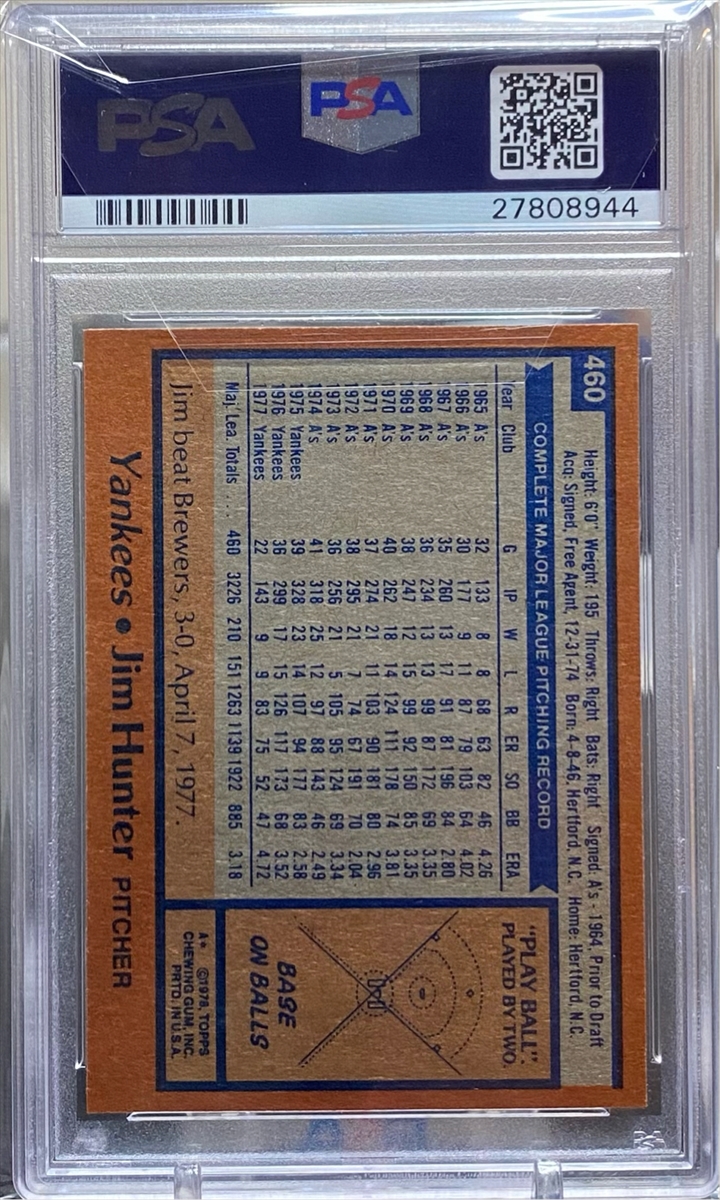 PSA
PSA
27808944
460
Height: 6'0" Weight: 195 Throws: Right Bats: Right Signed: A's - 1964, Prior to Draft
Acq: Signed, Free Agent, 12-31-74 Born: 4-8-46, Hertford, N.C. Home: Hertford, N.C.
COMPLETE MAJOR LEAGUE PITCHING RECORD
Year Club G IP W L R ER SO BB ERA
1965 A's 32 133 8 8 68 63 82 46 4.26
1966 A's 30 177 9 11 87 79 103 64 4.02
1967 A's 35 260 13 17 91 81 196 84 2.80
1968 A's 36 234 13 13 99 87 172 69 3.35
1969 A's 38 247 12 15 99 92 150 85 3.35
1970 A's 40 262 18 14 124 111 178 74 3.81
1971 A's 37 274 21 11 103 90 181 80 2.96
1972 A's 38 295 21 7 74 67 191 70 2.04
1973 A's 36 256 21 5 105 95 124 69 3.34
1974 A's 41 318 25 12 97 88 143 46 2.49
1975 Yankees 39 328 23 14 107 94 177 83 2.58
1976 Yankees 36 299 17 15 126 117 173 68 3.52
1977 Yankees 22 143 9 9 83 75 52 47 4.72
Maj. Lea. Totals .... 460 3226 210 151 1263 1139 1922 885 3.18
Jim beat Brewers, 3-0, April 7, 1977.
"PLAY BALL".
PLAYED BY TWO.
BASE
ON BALLS
A* ©1978 TOPPS
CHEWING GUM, INC.
PRTD. IN U.S.A.
Yankees • Jim Hunter PITCHER
PSA